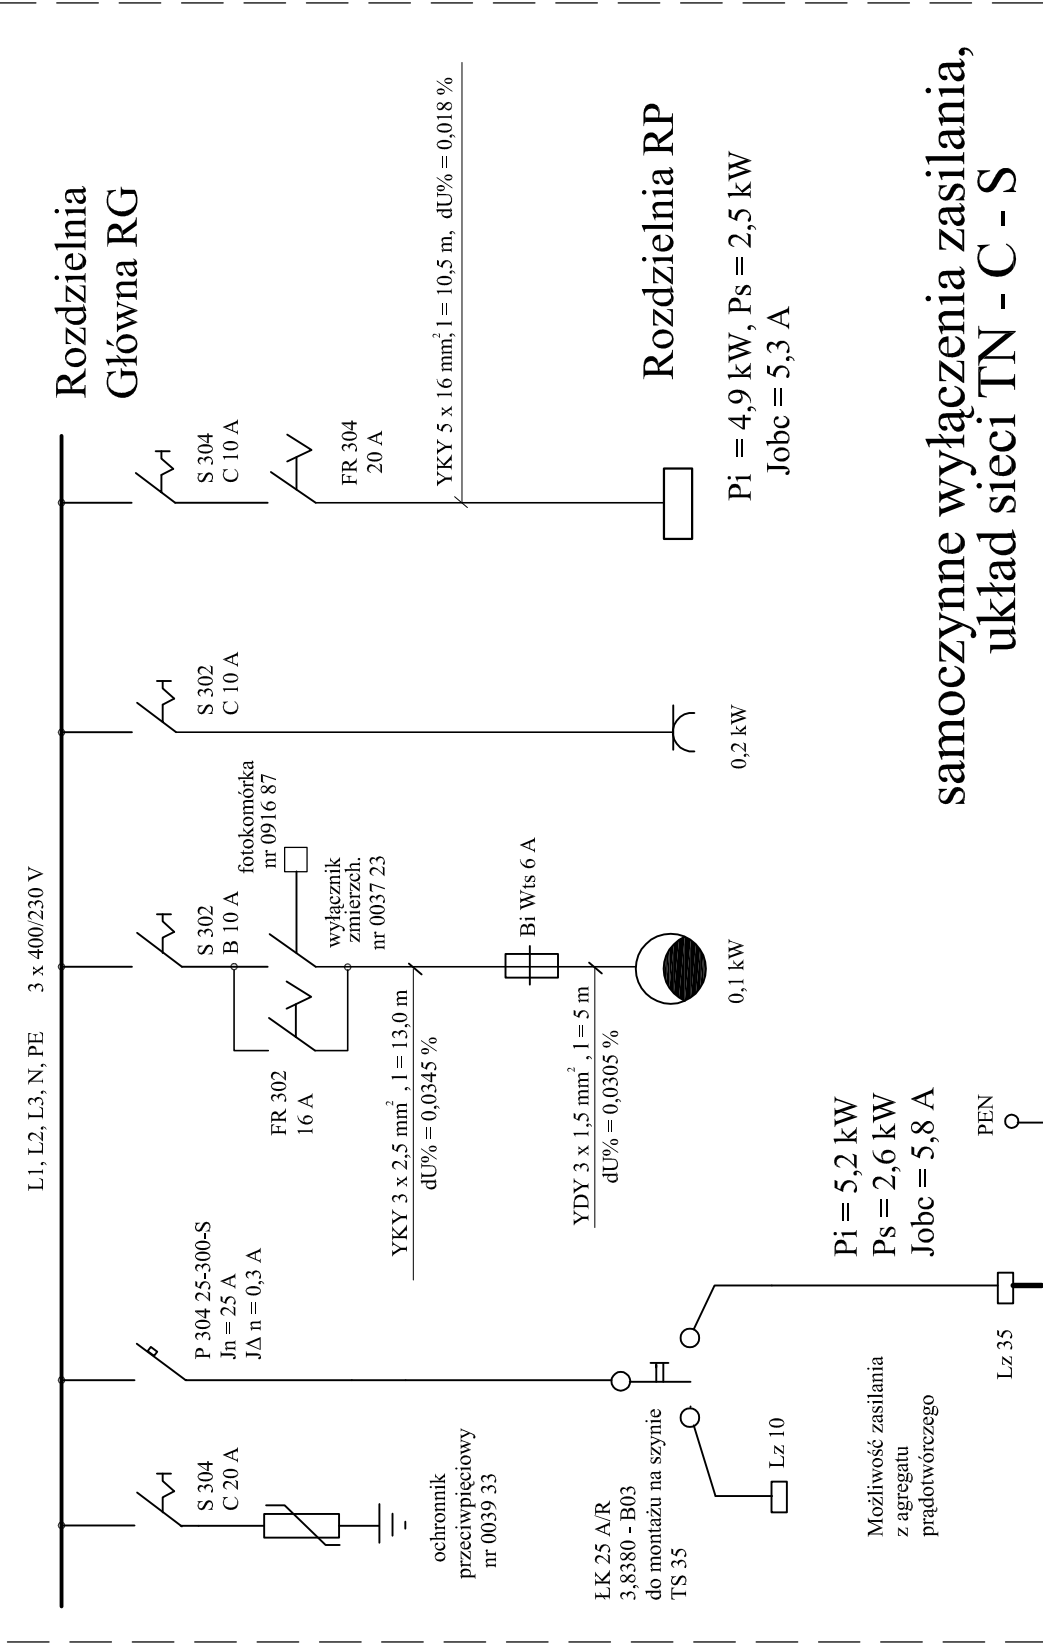 L1, L2, L3, N, PE 3 x 400/230 V
Rozdzielnia
Główna RG
S 304
C 20 A
ochronnik
przeciwpięciowy
nr 0039 33
P 304 25-300-S
Jn = 25 A
JΔ n = 0,3 A
ŁK 25 A/R
3,8380 - B03
do montażu na szynie
TS 35
Lz 10
Możliwość zasilania
z agregatu
prądotwórczego
Lz 35
Pi = 5,2 kW
Ps = 2,6 kW
Jobc = 5,8 A
PEN
S 302
B 10 A
FR 302
16 A
fotokomórka
nr 0916 87
wyłącznik
zmierzch.
nr 0037 23
YKY 3 x 2,5 mm², l = 13,0 m
dU% = 0,0345 %
Bi Wts 6 A
YDY 3 x 1,5 mm², l = 5 m
dU% = 0,0305 %
0,1 kW
S 302
C 10 A
0,2 kW
S 304
C 10 A
FR 304
20 A
YKY 5 x 16 mm², l = 10,5 m, dU% = 0,018 %
Rozdzielnia RP
Pi = 4,9 kW, Ps = 2,5 kW
Jobc = 5,3 A
samoczynne wyłączenia zasilania,
układ sieci TN - C - S